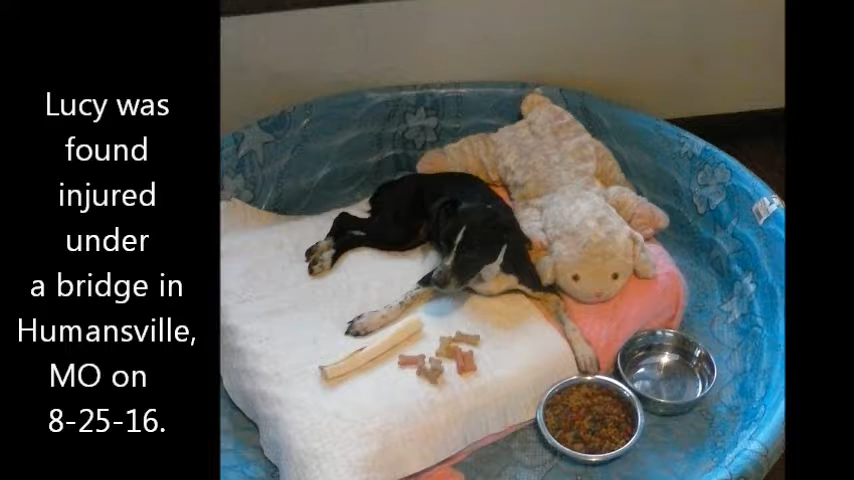 Lucy was
found
injured
under
a bridge in
Humansville,
MO on
8-25-16.